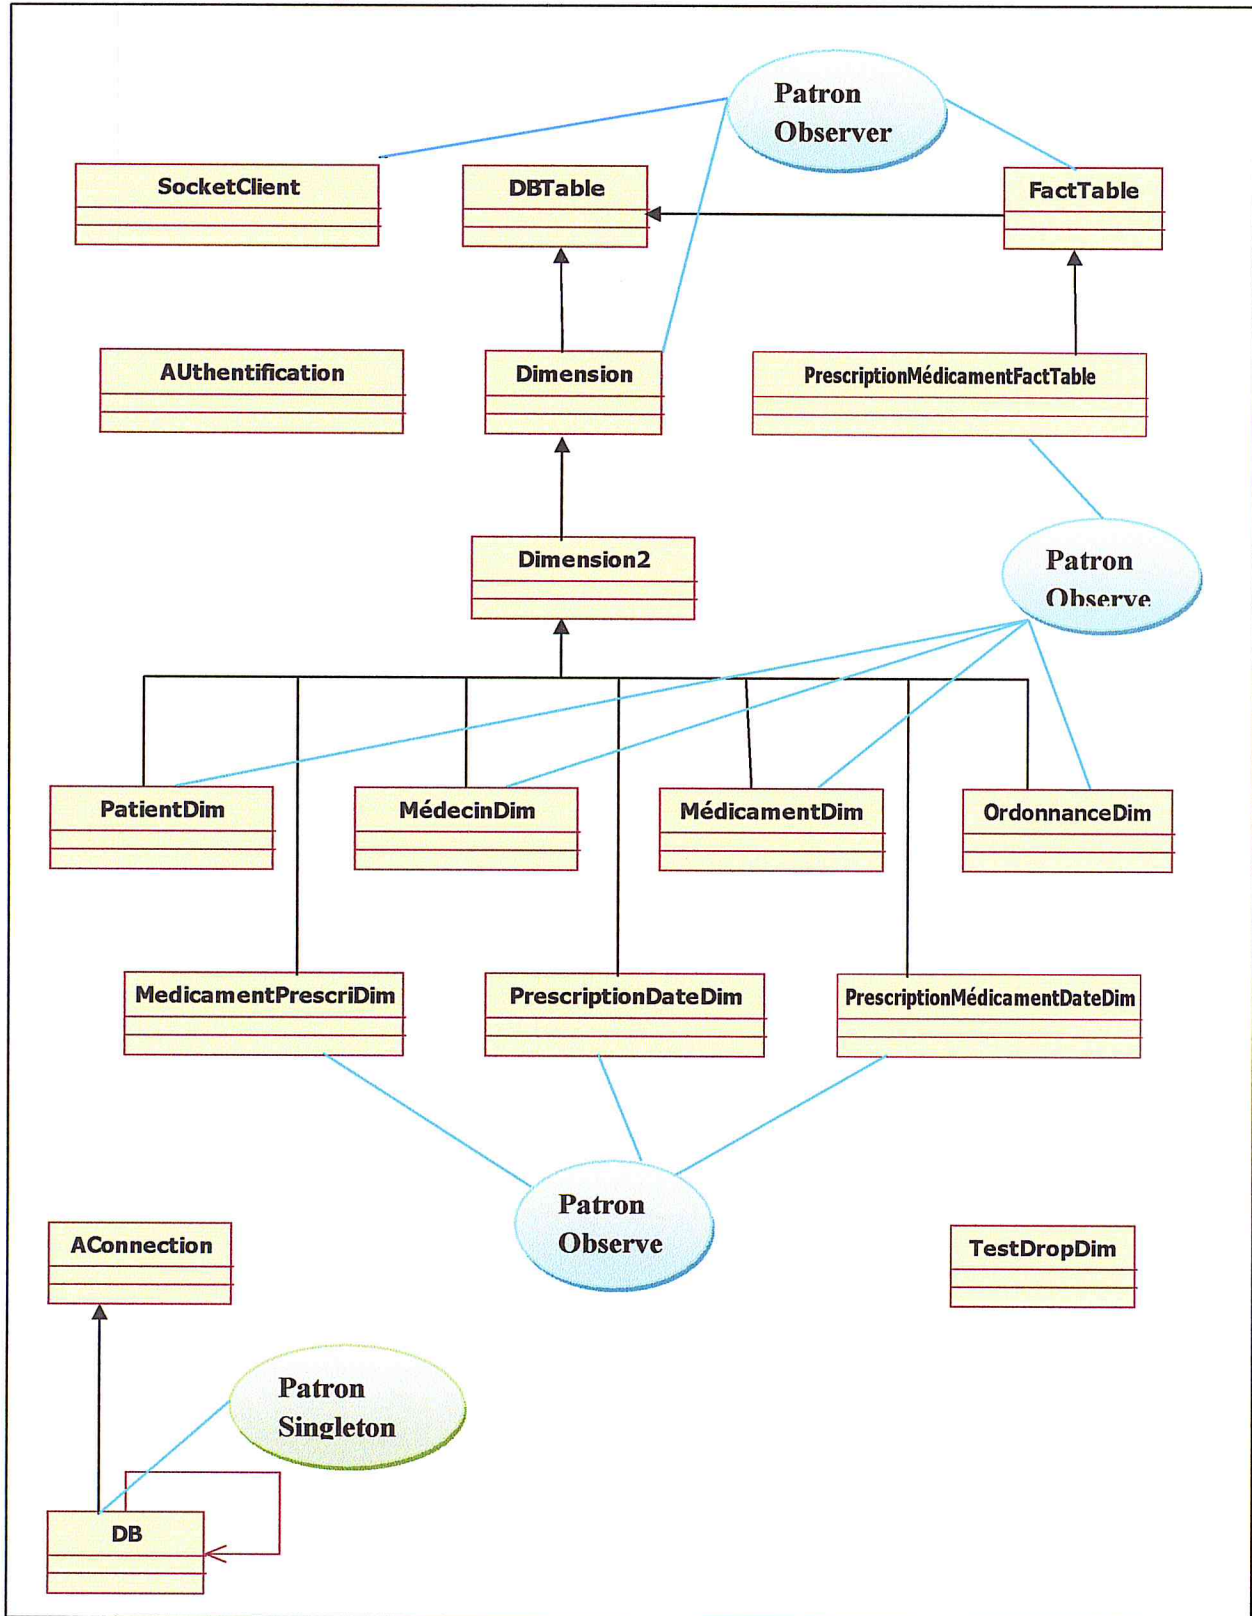 Patron
Observer
SocketClient
DBTable
FactTable
AUthentification
Dimension
PrescriptionMédicamentFactTable
Dimension2
Patron
Observe
PatientDim
MédecinDim
MédicamentDim
OrdonnanceDim
MedicamentPrescriDim
PrescriptionDateDim
PrescriptionMédicamentDateDim
Patron
Observe
AConnection
TestDropDim
Patron
Singleton
DB